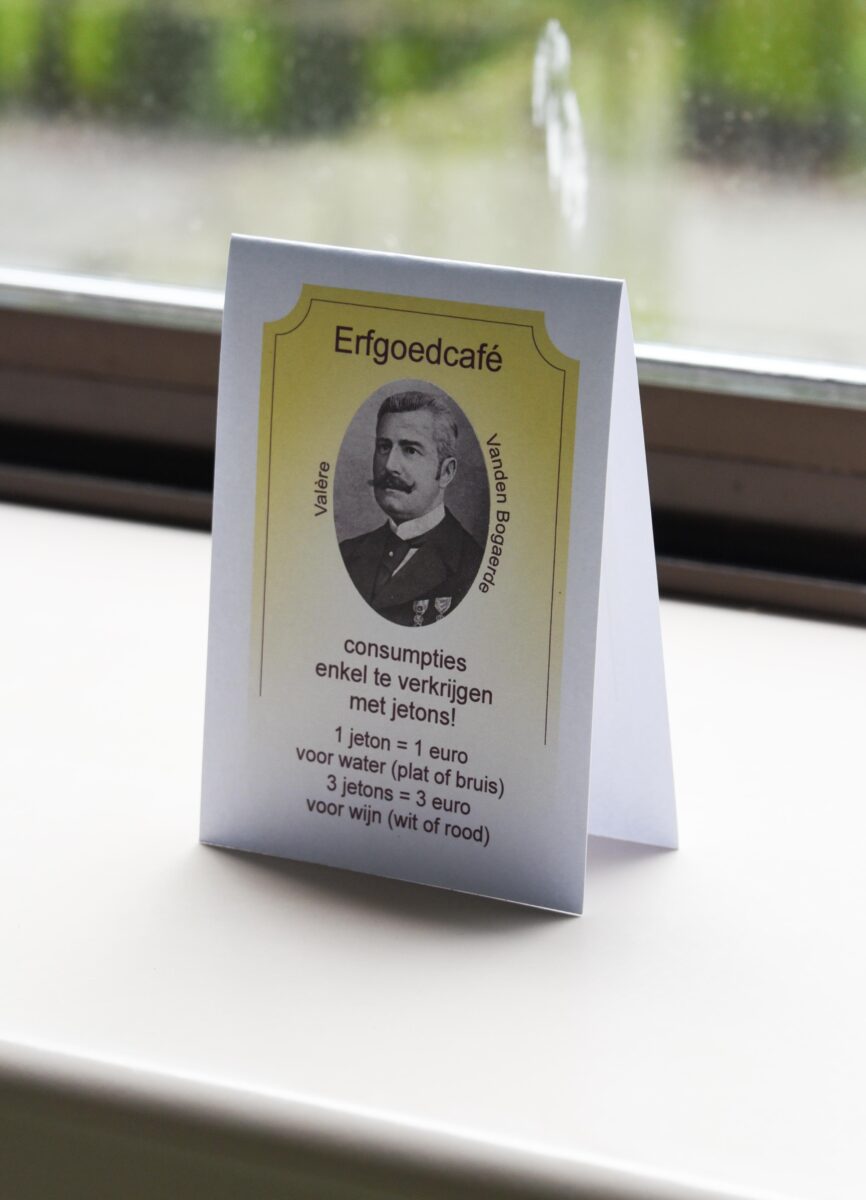 Erfgoedcafé
Valère
Vanden Bogaerde
consumpties
enkel te verkrijgen
met jetons!
1 jeton = 1 euro
voor water (plat of bruis)
3 jetons = 3 euro
voor wijn (wit of rood)